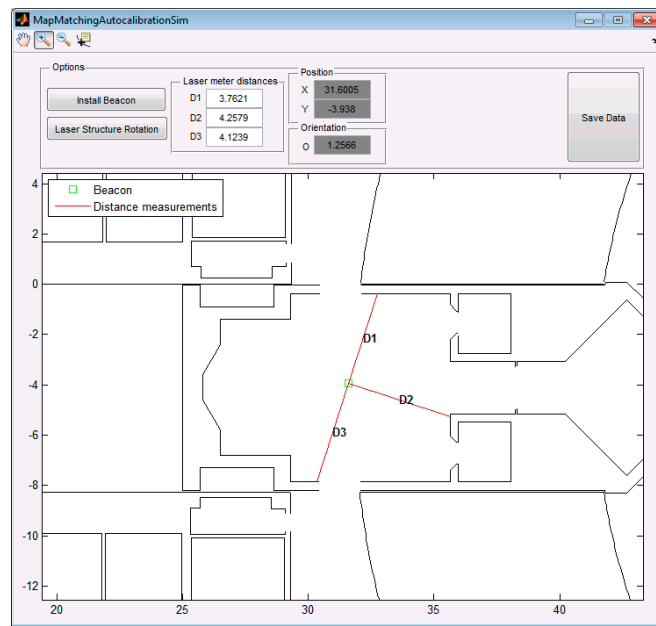 MapMatchingAutocalibrationSim
Options
Install Beacon
Laser Structure Rotation
Laser meter distances
D1 3.7621
D2 4.2579
D3 4.1239
Position
X 31.6005
Y -3.938
Orientation
O 1.2566
Save Data
Beacon
Distance measurements
4
2
0
-2
-4
-6
-8
-10
-12
D1
D2
D3
20 25 30 35 40